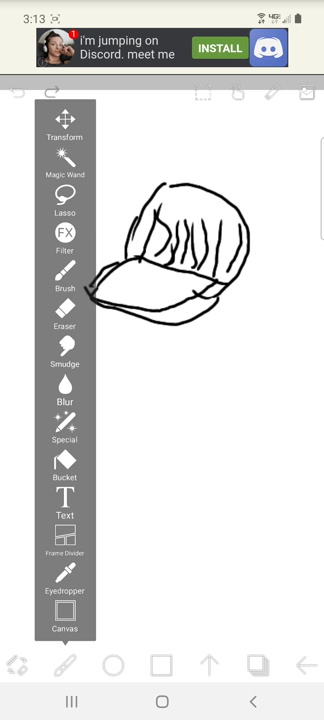 3:13
1
i'm jumping on
Discord. meet me
INSTALL
Transform
Magic Wand
Lasso
FX
Filter
Brush
Eraser
Smudge
Blur
Special
Bucket
T
Text
Frame Divider
Eyedropper
Canvas